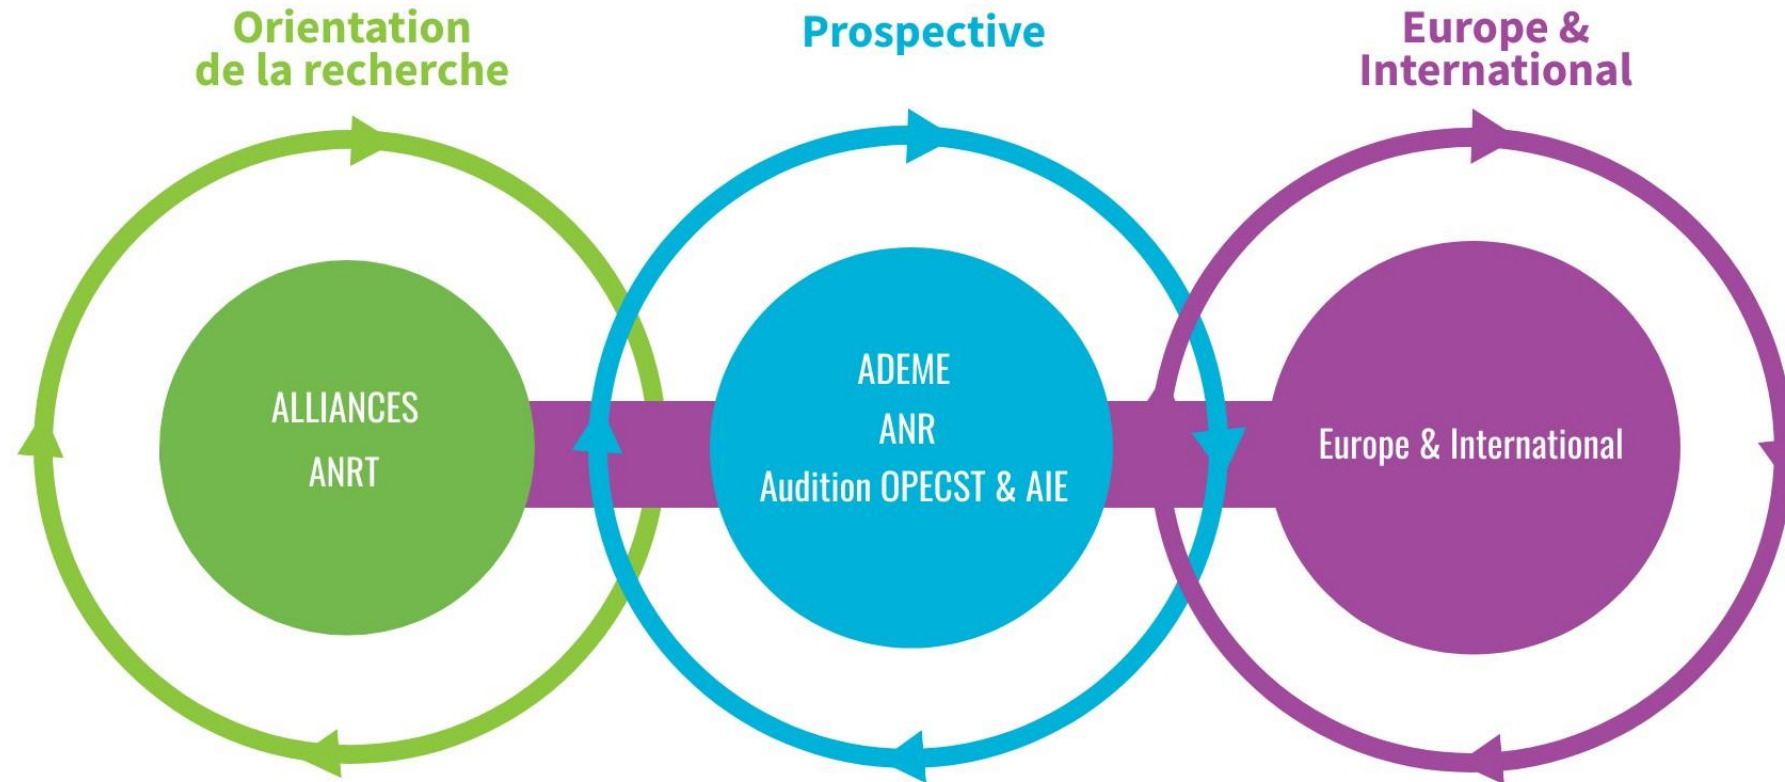 Orientation
de la recherche
Prospective
Europe &
International
ALLIANCES
ANRT
ADEME
ANR
Audition OPECST & AIE
Europe & International